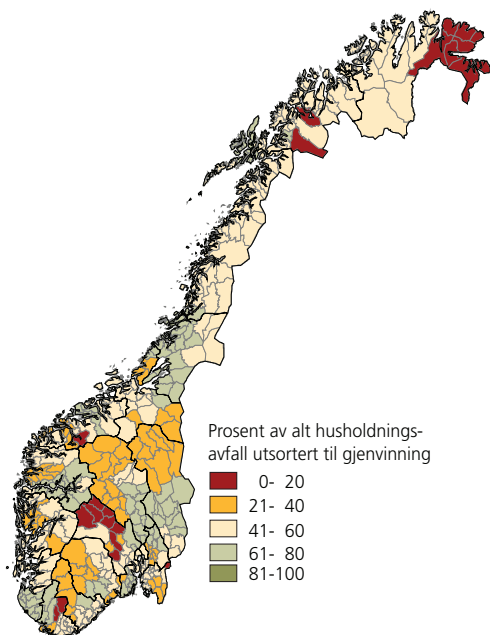 Prosent av alt husholdnings-
avfall utsortert til gjenvinning
0- 20
21- 40
41- 60
61- 80
81-100